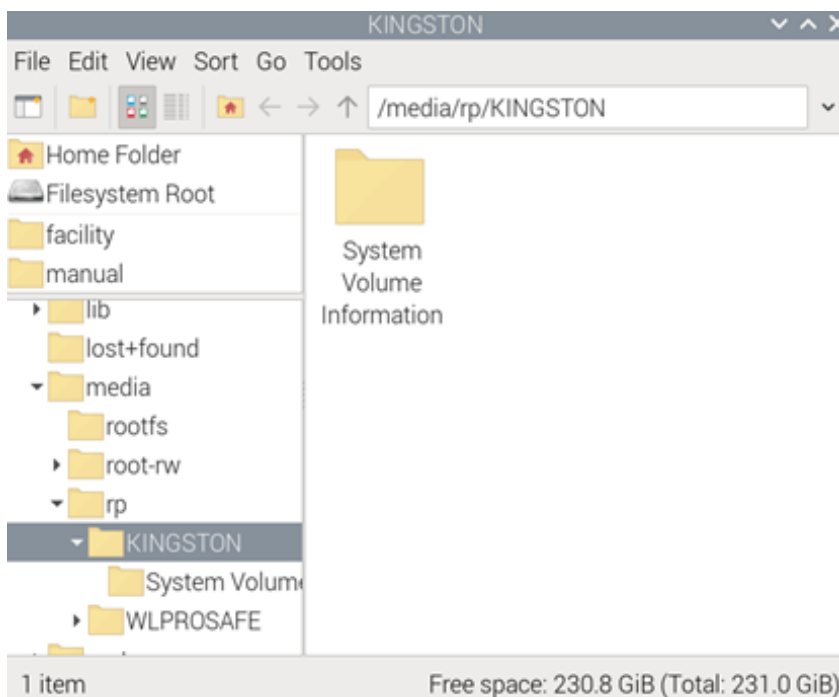 KINGSTON
File Edit View Sort Go Tools
/media/rp/KINGSTON
Home Folder
Filesystem Root
facility
manual
lib
lost+found
media
rootfs
root-rw
rp
KINGSTON
System Volume
WLPROSAFE
System
Volume
Information
1 item
Free space: 230.8 GiB (Total: 231.0 GiB)